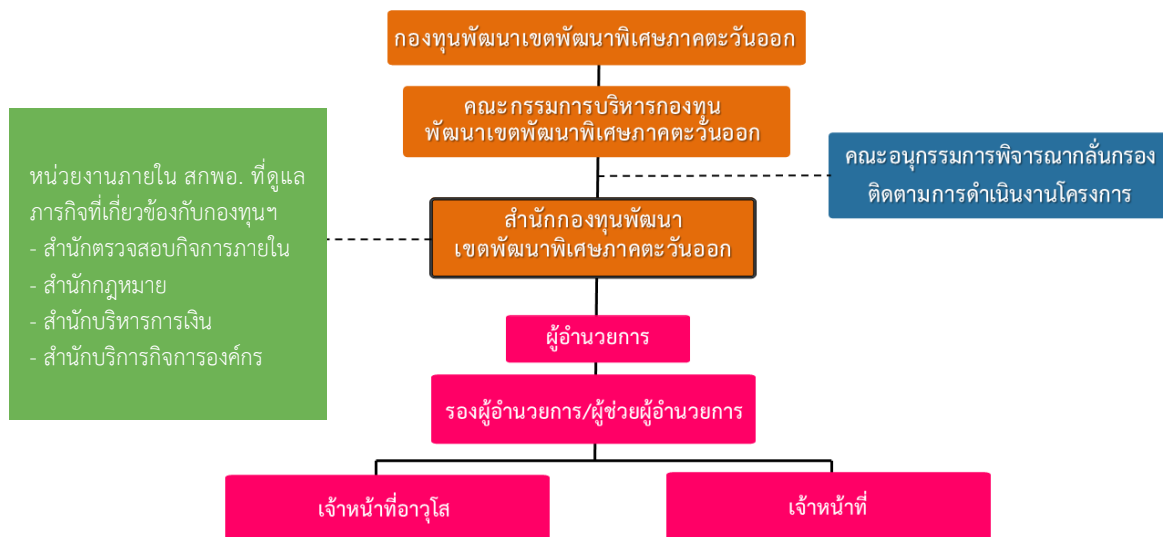 กองทุนพัฒนาเขตพัฒนาพิเศษภาคตะวันออก
คณะกรรมการบริหารกองทุน
พัฒนาเขตพัฒนาพิเศษภาคตะวันออก
คณะอนุกรรมการพิจารณากลั่นกรอง
ติดตามการดำเนินงานโครงการ
หน่วยงานภายใน สกพอ. ที่ดูแล
ภารกิจที่เกี่ยวข้องกับกองทุนฯ
- สำนักตรวจสอบกิจการภายใน
- สำนักกฎหมาย
- สำนักบริหารการเงิน
- สำนักบริการกิจการองค์กร
สำนักกองทุนพัฒนา
เขตพัฒนาพิเศษภาคตะวันออก
ผู้อำนวยการ
รองผู้อำนวยการ/ผู้ช่วยผู้อำนวยการ
เจ้าหน้าที่อาวุโส
เจ้าหน้าที่